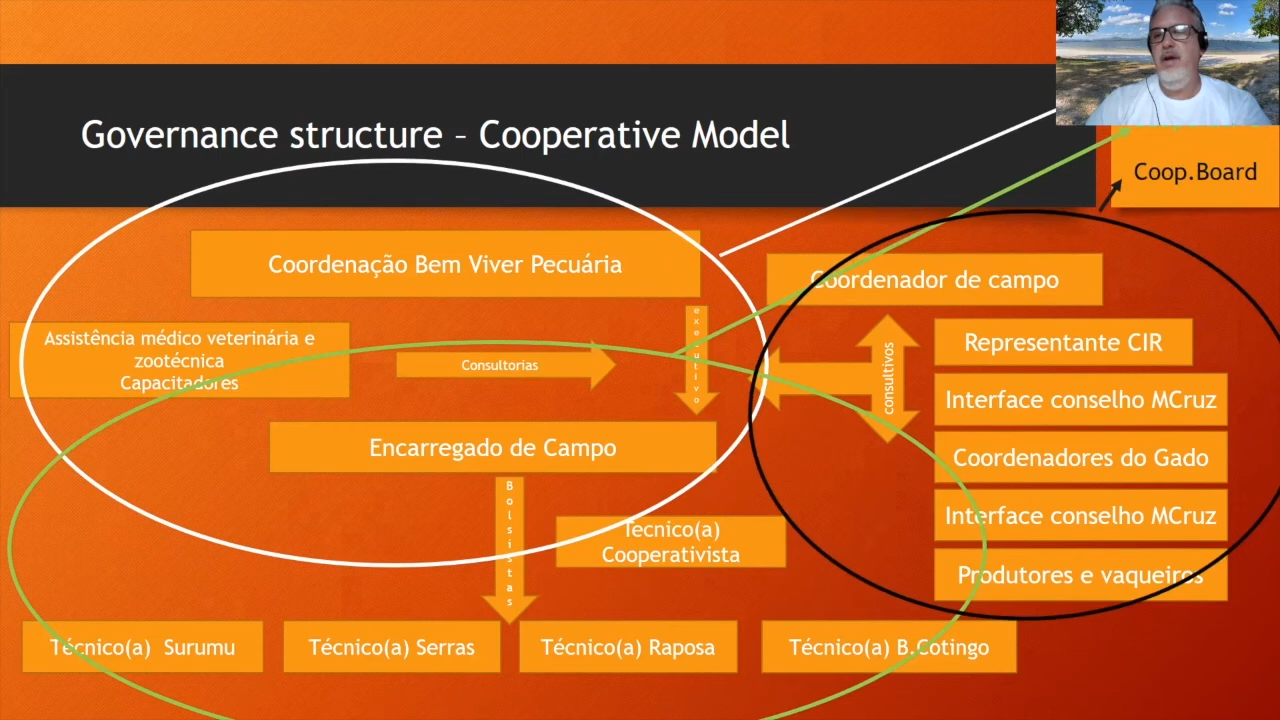 Governance structure – Cooperative Model
Coop.Board
Coordenação Bem Viver Pecuária
Coordenador de campo
Assistência médico veterinária e
zootécnica
Capacitadores
Consultorias
executivo
consultivos
Representante CIR
Interface conselho MCruz
Coordenadores do Gado
Interface conselho MCruz
Produtores e vaqueiros
Encarregado de Campo
Bolsistas
Tecnico(a)
Cooperativista
Técnico(a) Surumu
Técnico(a) Serras
Técnico(a) Raposa
Técnico(a) B.Cotingo